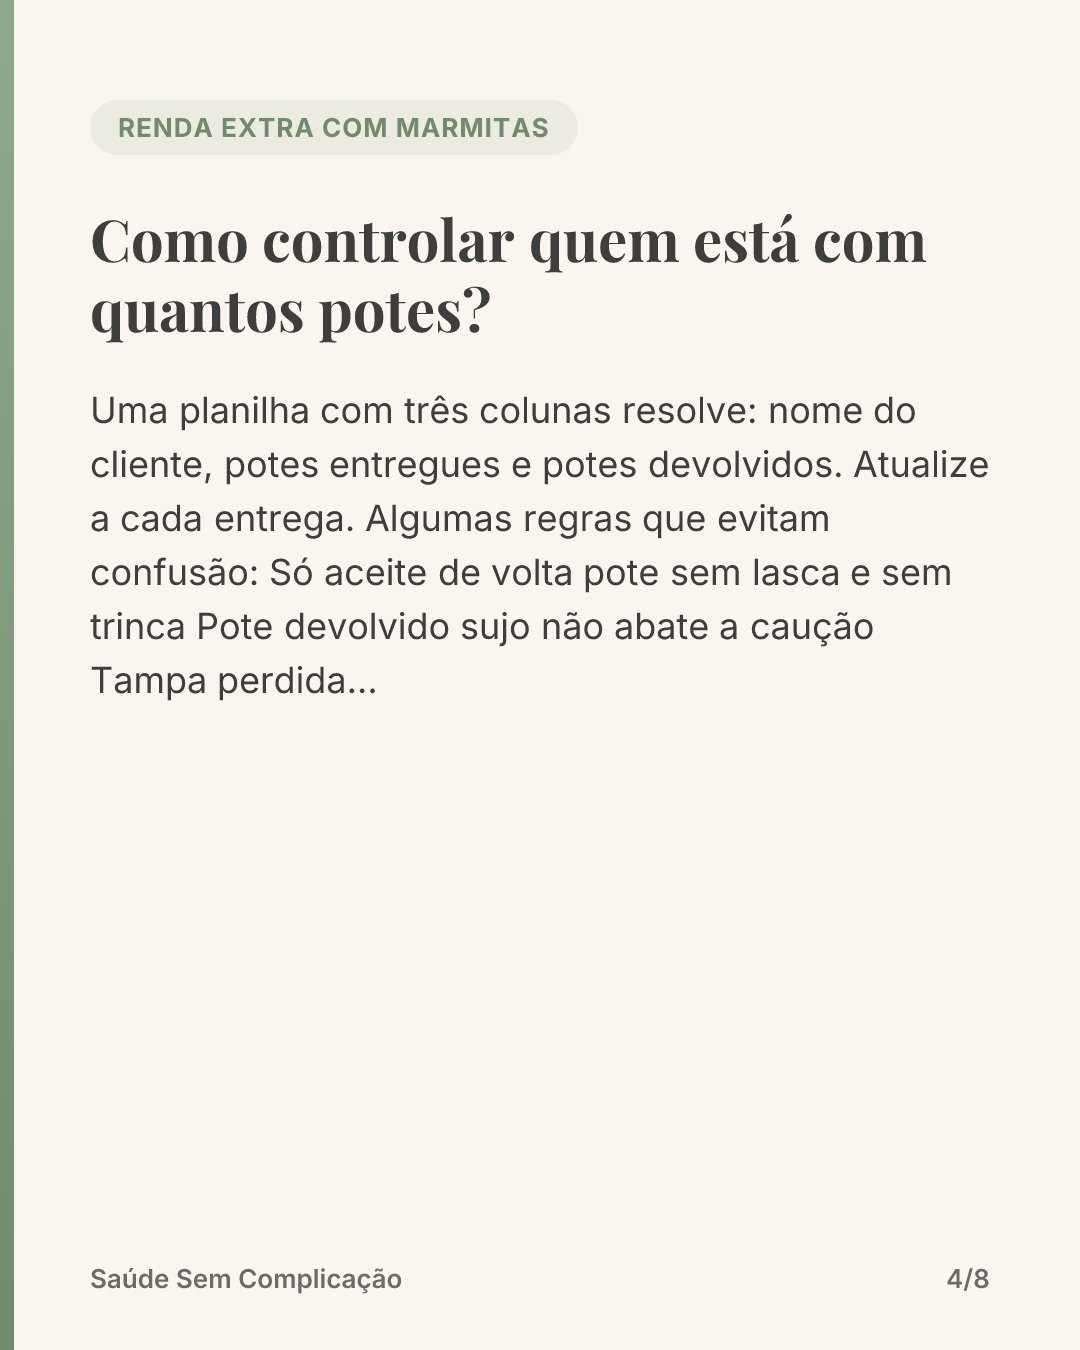 RENDA EXTRA COM MARMITAS
Como controlar quem está com
quantos potes?
Uma planilha com três colunas resolve: nome do
cliente, potes entregues e potes devolvidos. Atualize
a cada entrega. Algumas regras que evitam
confusão: Só aceite de volta pote sem lasca e sem
trinca Pote devolvido sujo não abate a caução
Tampa perdida...
Saúde Sem Complicação
4/8